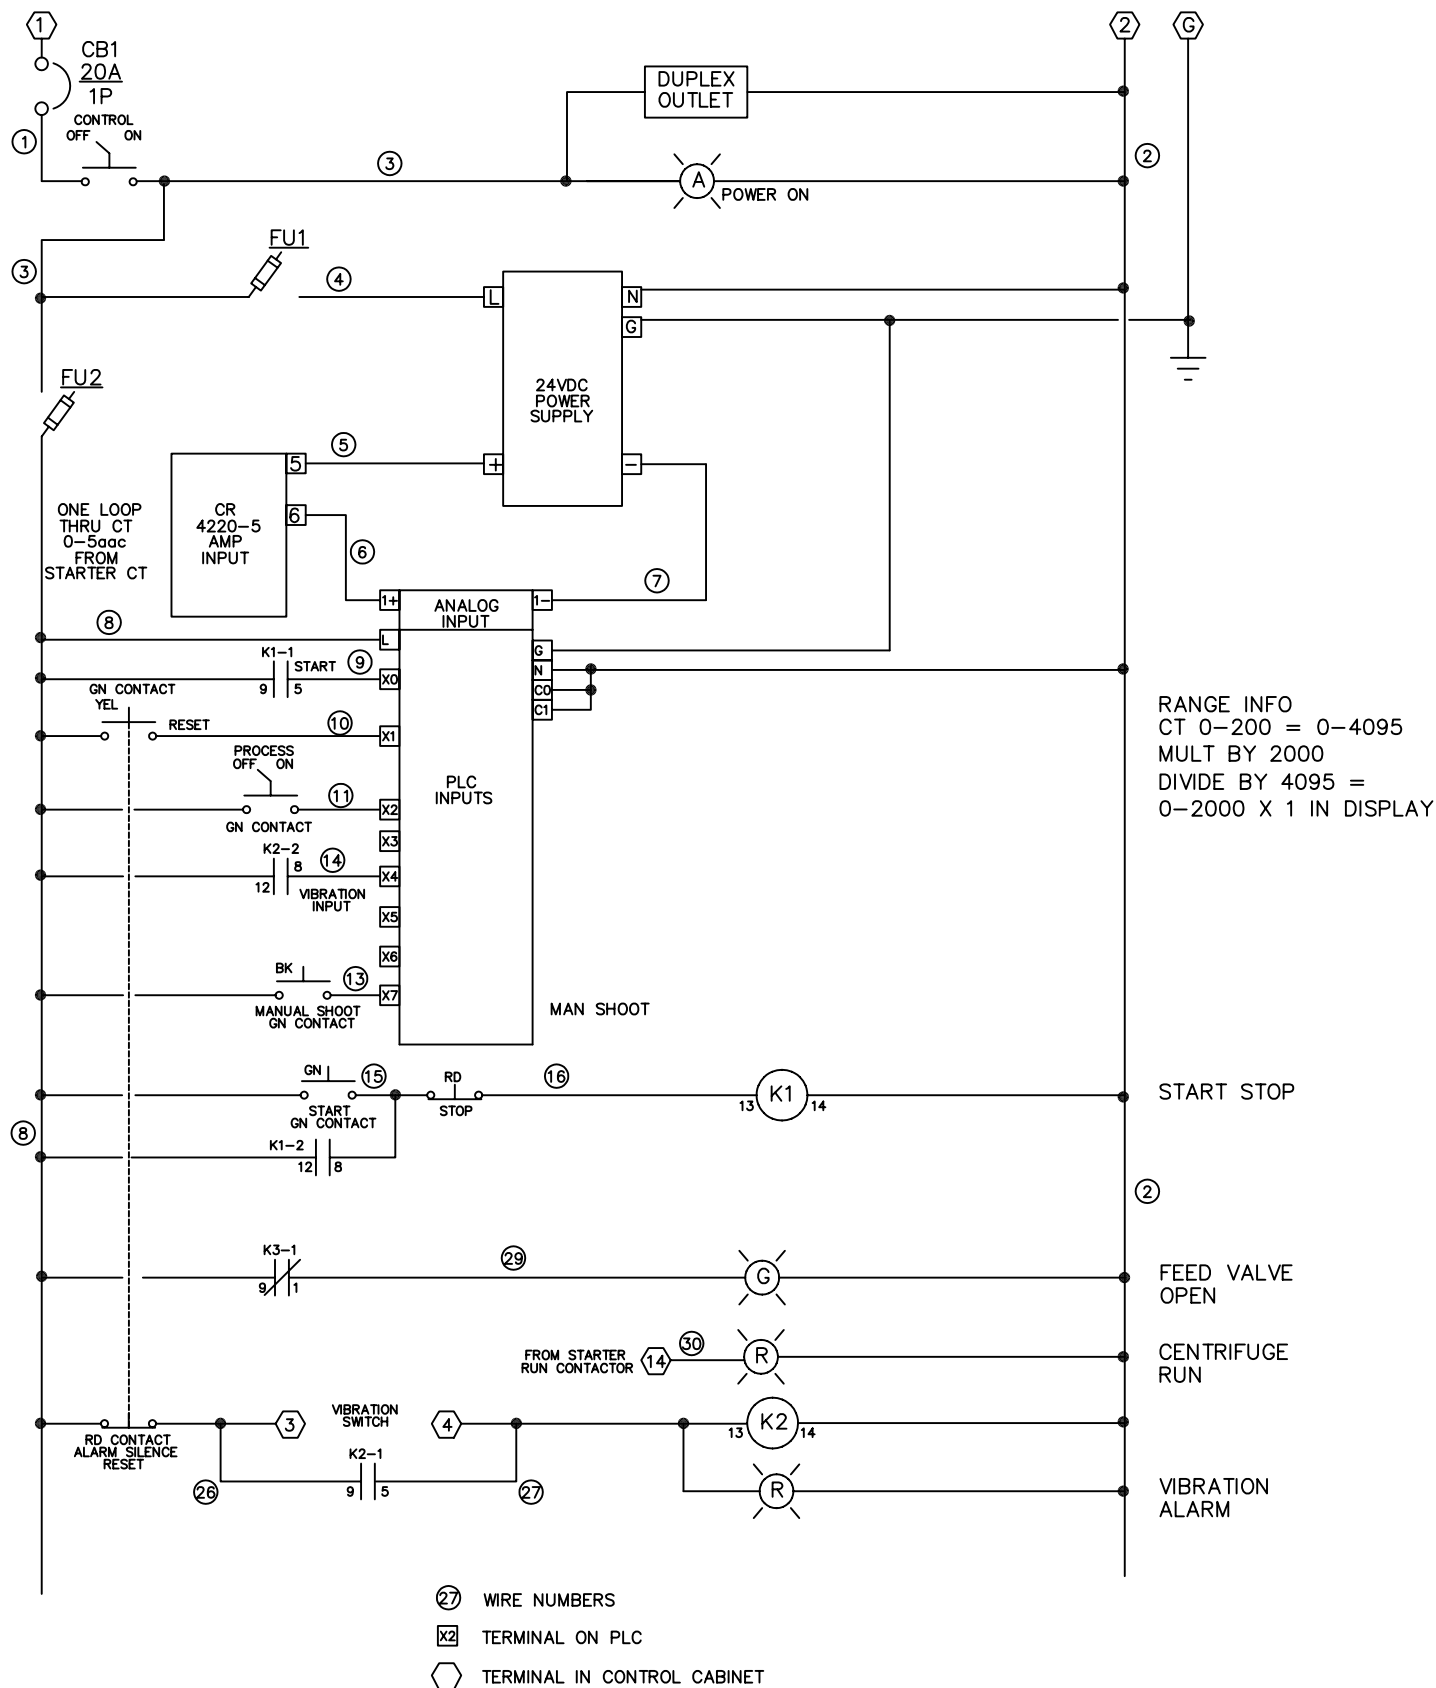 1
2
G
CB1
20A
1P
CONTROL
OFF ON
1
3
2
DUPLEX
OUTLET
A
POWER ON
3
FU1
4
L
N
G
24VDC
POWER
SUPPLY
+
-
FU2
5
5
6
CR
4220-5
AMP
INPUT
ONE LOOP
THRU CT
0-5aac
FROM
STARTER CT
6
7
1+
ANALOG
INPUT
1-
8
L
G
N
C0
C1
K1-1
START
9
9 5
X0
GN CONTACT
YEL
RESET
10
X1
PROCESS
OFF ON
11
X2
GN CONTACT
X3
K2-2
8
14
12
X4
VIBRATION
INPUT
X5
X6
PLC
INPUTS
BK
13
X7
MANUAL SHOOT
GN CONTACT
MAN SHOOT
RANGE INFO
CT 0-200 = 0-4095
MULT BY 2000
DIVIDE BY 4095 =
0-2000 X 1 IN DISPLAY
GN
15
RD
16
K1
13 14
START
GN CONTACT
STOP
START STOP
8
K1-2
12 8
2
K3-1
29
9 1
G
FEED VALVE
OPEN
FROM STARTER
RUN CONTACTOR
14
30
R
CENTRIFUGE
RUN
RD CONTACT
ALARM SILENCE
RESET
3
VIBRATION
SWITCH
4
K2
13 14
K2-1
26
9 5
27
R
VIBRATION
ALARM
27 WIRE NUMBERS
X2 TERMINAL ON PLC
TERMINAL IN CONTROL CABINET